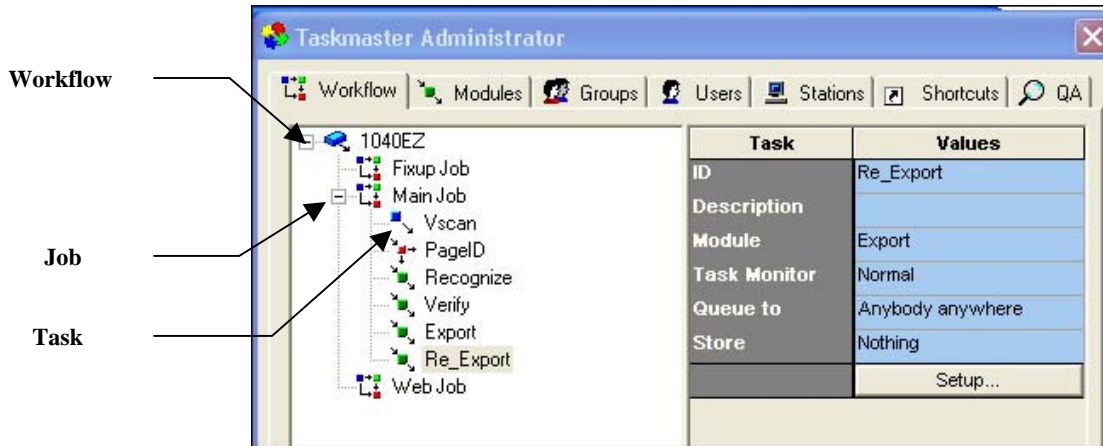 Taskmaster Administrator
Workflow
Workflow Modules Groups Users Stations Shortcuts QA
1040EZ
Fixup Job
Main Job
Vscan
PageID
Recognize
Verify
Export
Re_Export
Web Job
Job
Task
Task Values
ID Re_Export
Description
Module Export
Task Monitor Normal
Queue to Anybody anywhere
Store Nothing
Setup...